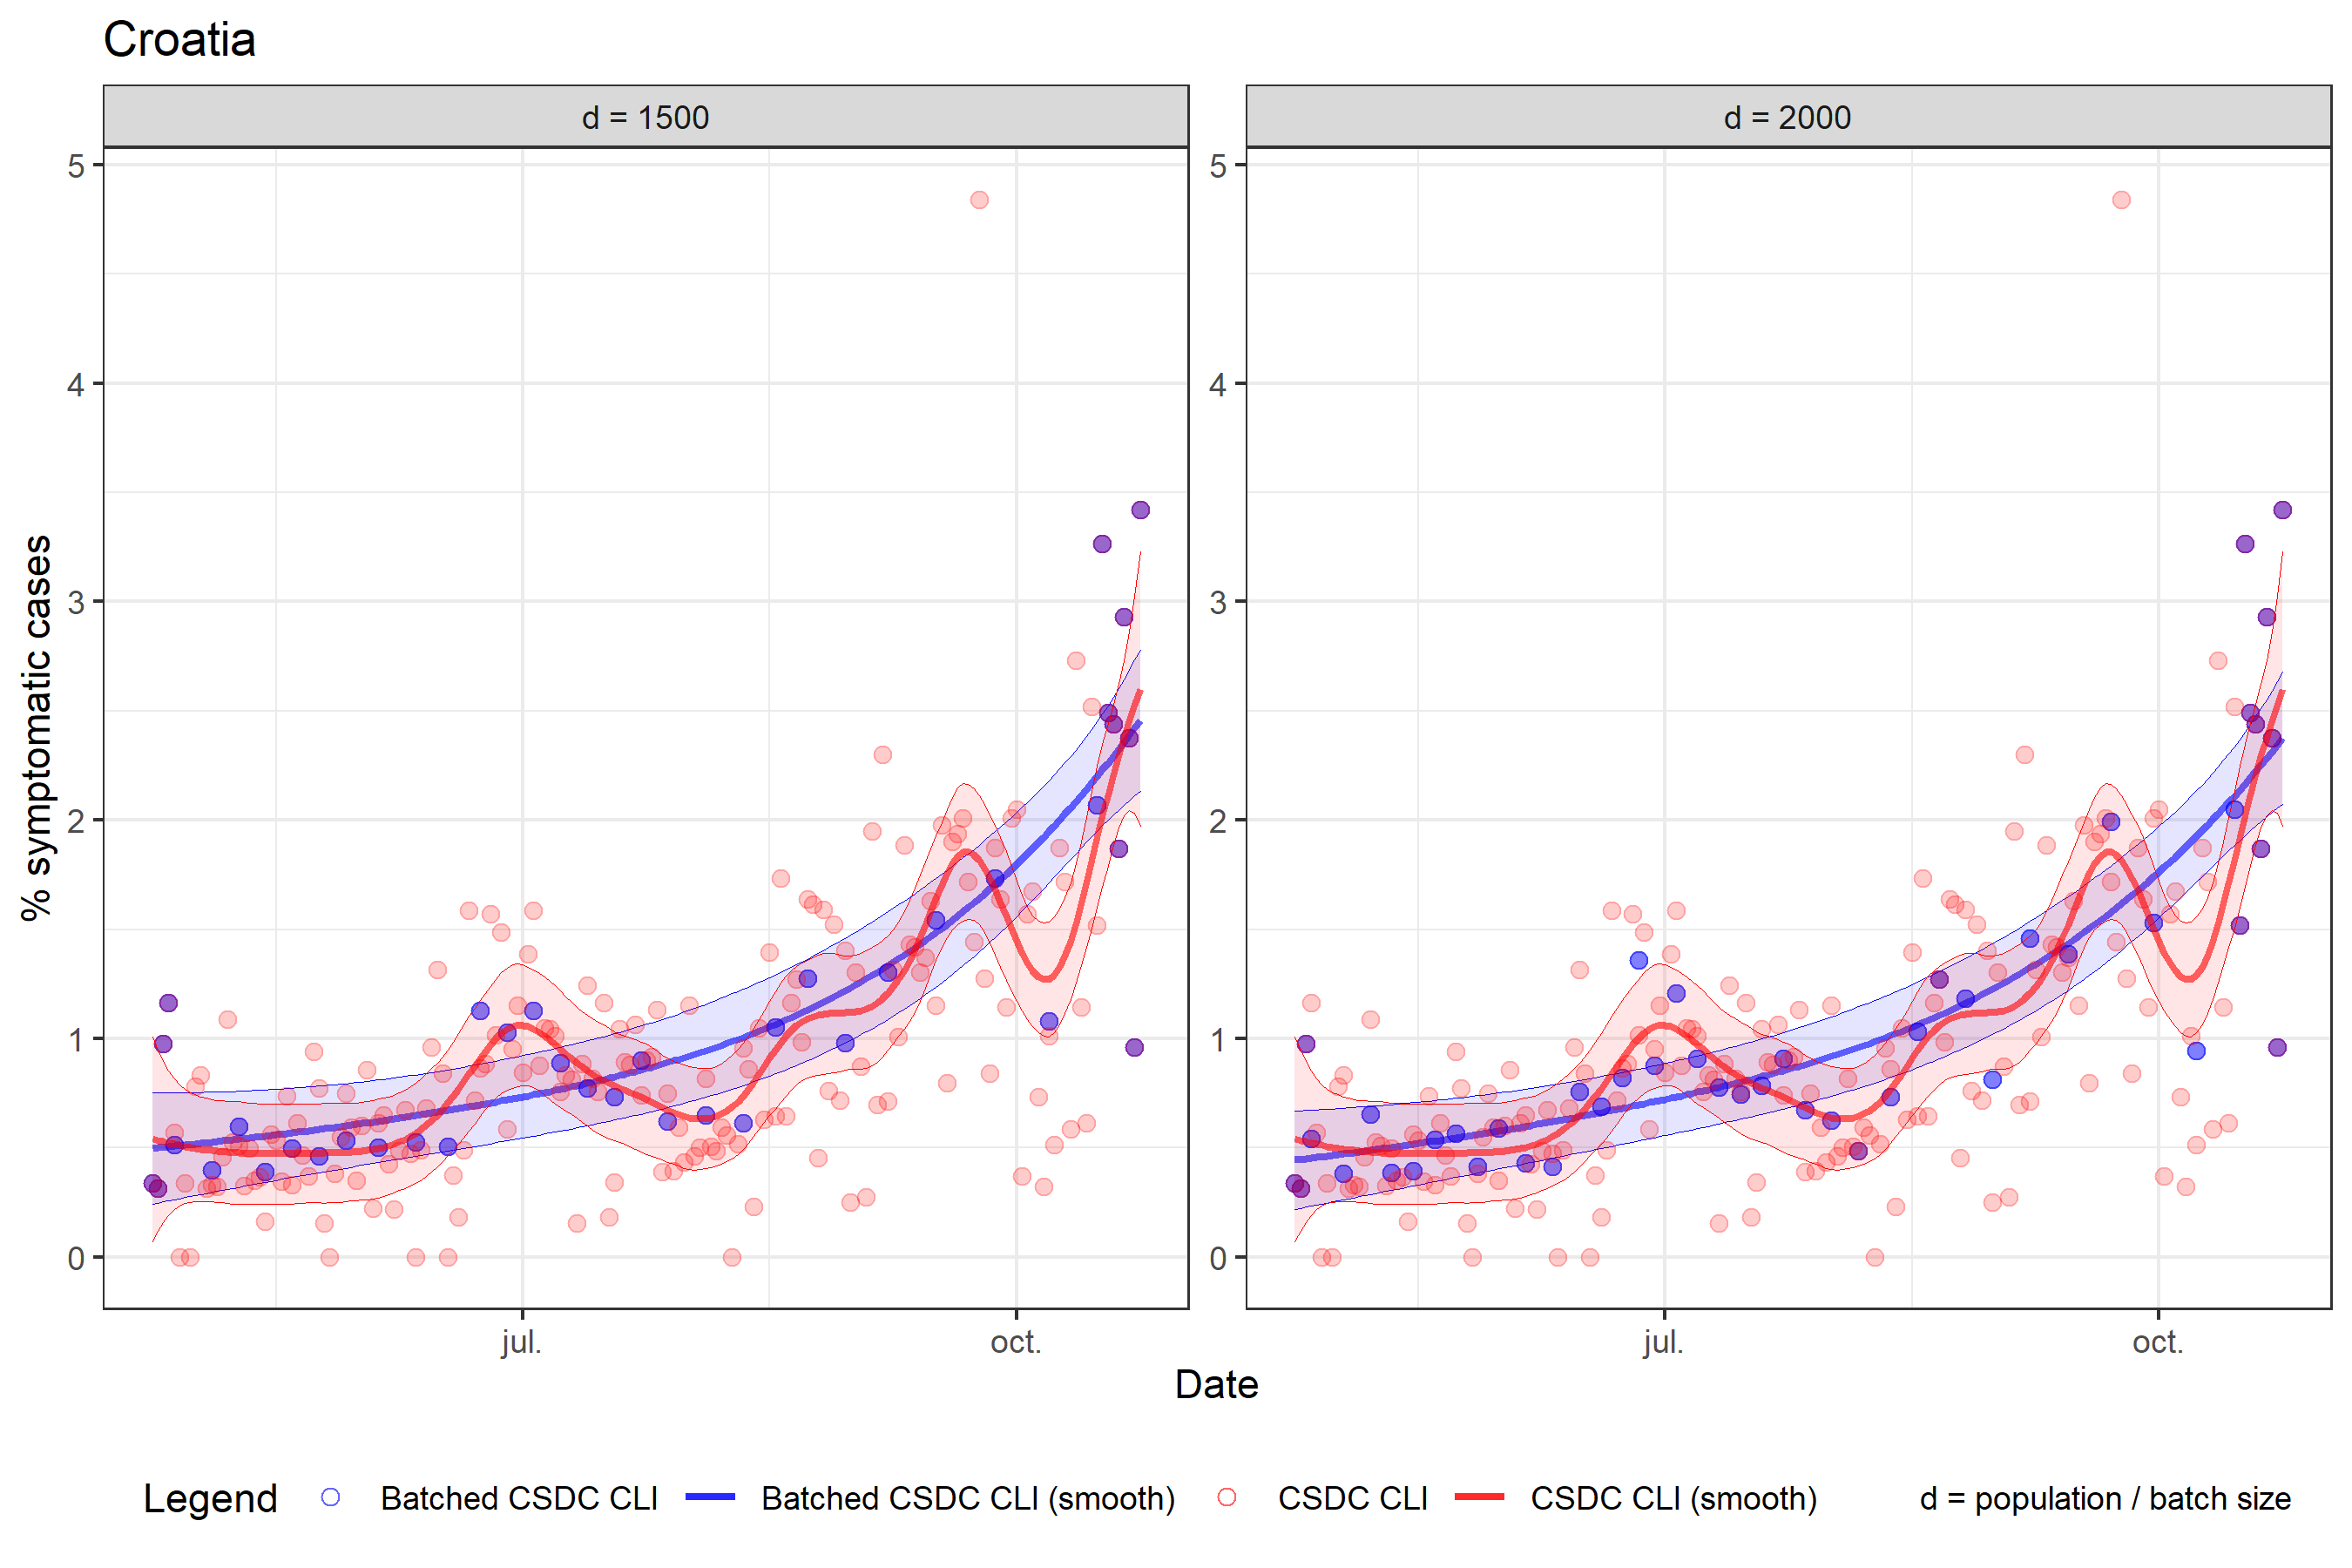 Croatia
d = 1500
d = 2000
% symptomatic cases
5
4
3
2
1
0
5
4
3
2
1
0
jul.
oct.
jul.
oct.
Date
Legend
Batched CSDC CLI
Batched CSDC CLI (smooth)
CSDC CLI
CSDC CLI (smooth)
d = population / batch size